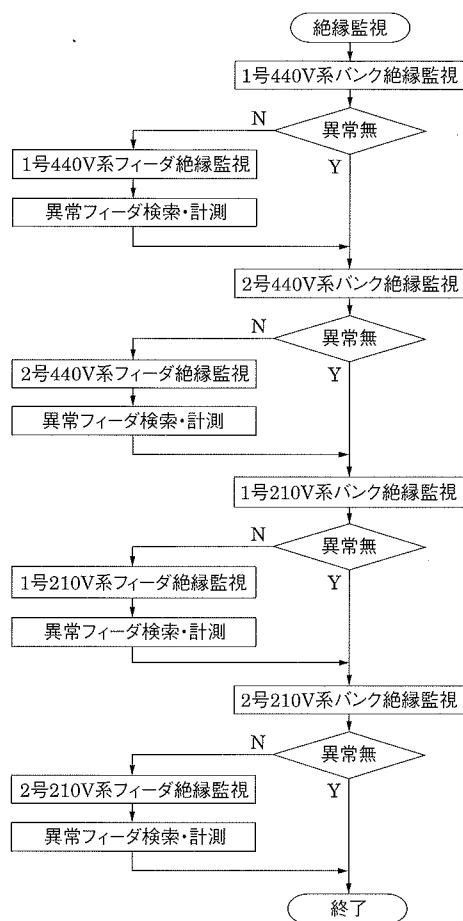 絶縁監視
1号440V系バンク絶縁監視
異常無
N
Y
1号440V系フィーダ絶縁監視
異常フィーダ検索・計測
2号440V系バンク絶縁監視
異常無
N
Y
2号440V系フィーダ絶縁監視
異常フィーダ検索・計測
1号210V系バンク絶縁監視
異常無
N
Y
1号210V系フィーダ絶縁監視
異常フィーダ検索・計測
2号210V系バンク絶縁監視
異常無
N
Y
2号210V系フィーダ絶縁監視
異常フィーダ検索・計測
終了